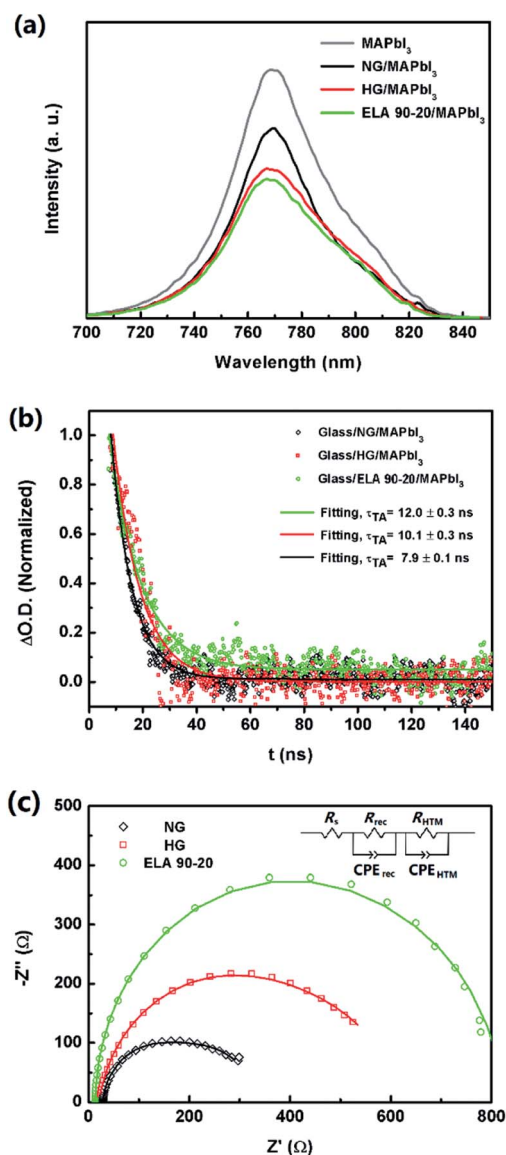 (a)
MAPbI₃
NG/MAPbI₃
HG/MAPbI₃
ELA 90-20/MAPbI₃
Intensity (a. u.)
700 720 740 760 780 800 820 840
Wavelength (nm)
(b)
Glass/NG/MAPbI₃
Glass/HG/MAPbI₃
Glass/ELA 90-20/MAPbI₃
Fitting, τTA= 12.0 ± 0.3 ns
Fitting, τTA= 10.1 ± 0.3 ns
Fitting, τTA= 7.9 ± 0.1 ns
ΔO.D. (Normalized)
1.0
0.8
0.6
0.4
0.2
0.0
0 20 40 60 80 100 120 140
t (ns)
(c)
NG
HG
ELA 90-20
Rs Rrec RHTM
CPErec CPEHTM
-Z'' (Ω)
500
400
300
200
100
0
0 100 200 300 400 500 600 700 800
Z' (Ω)